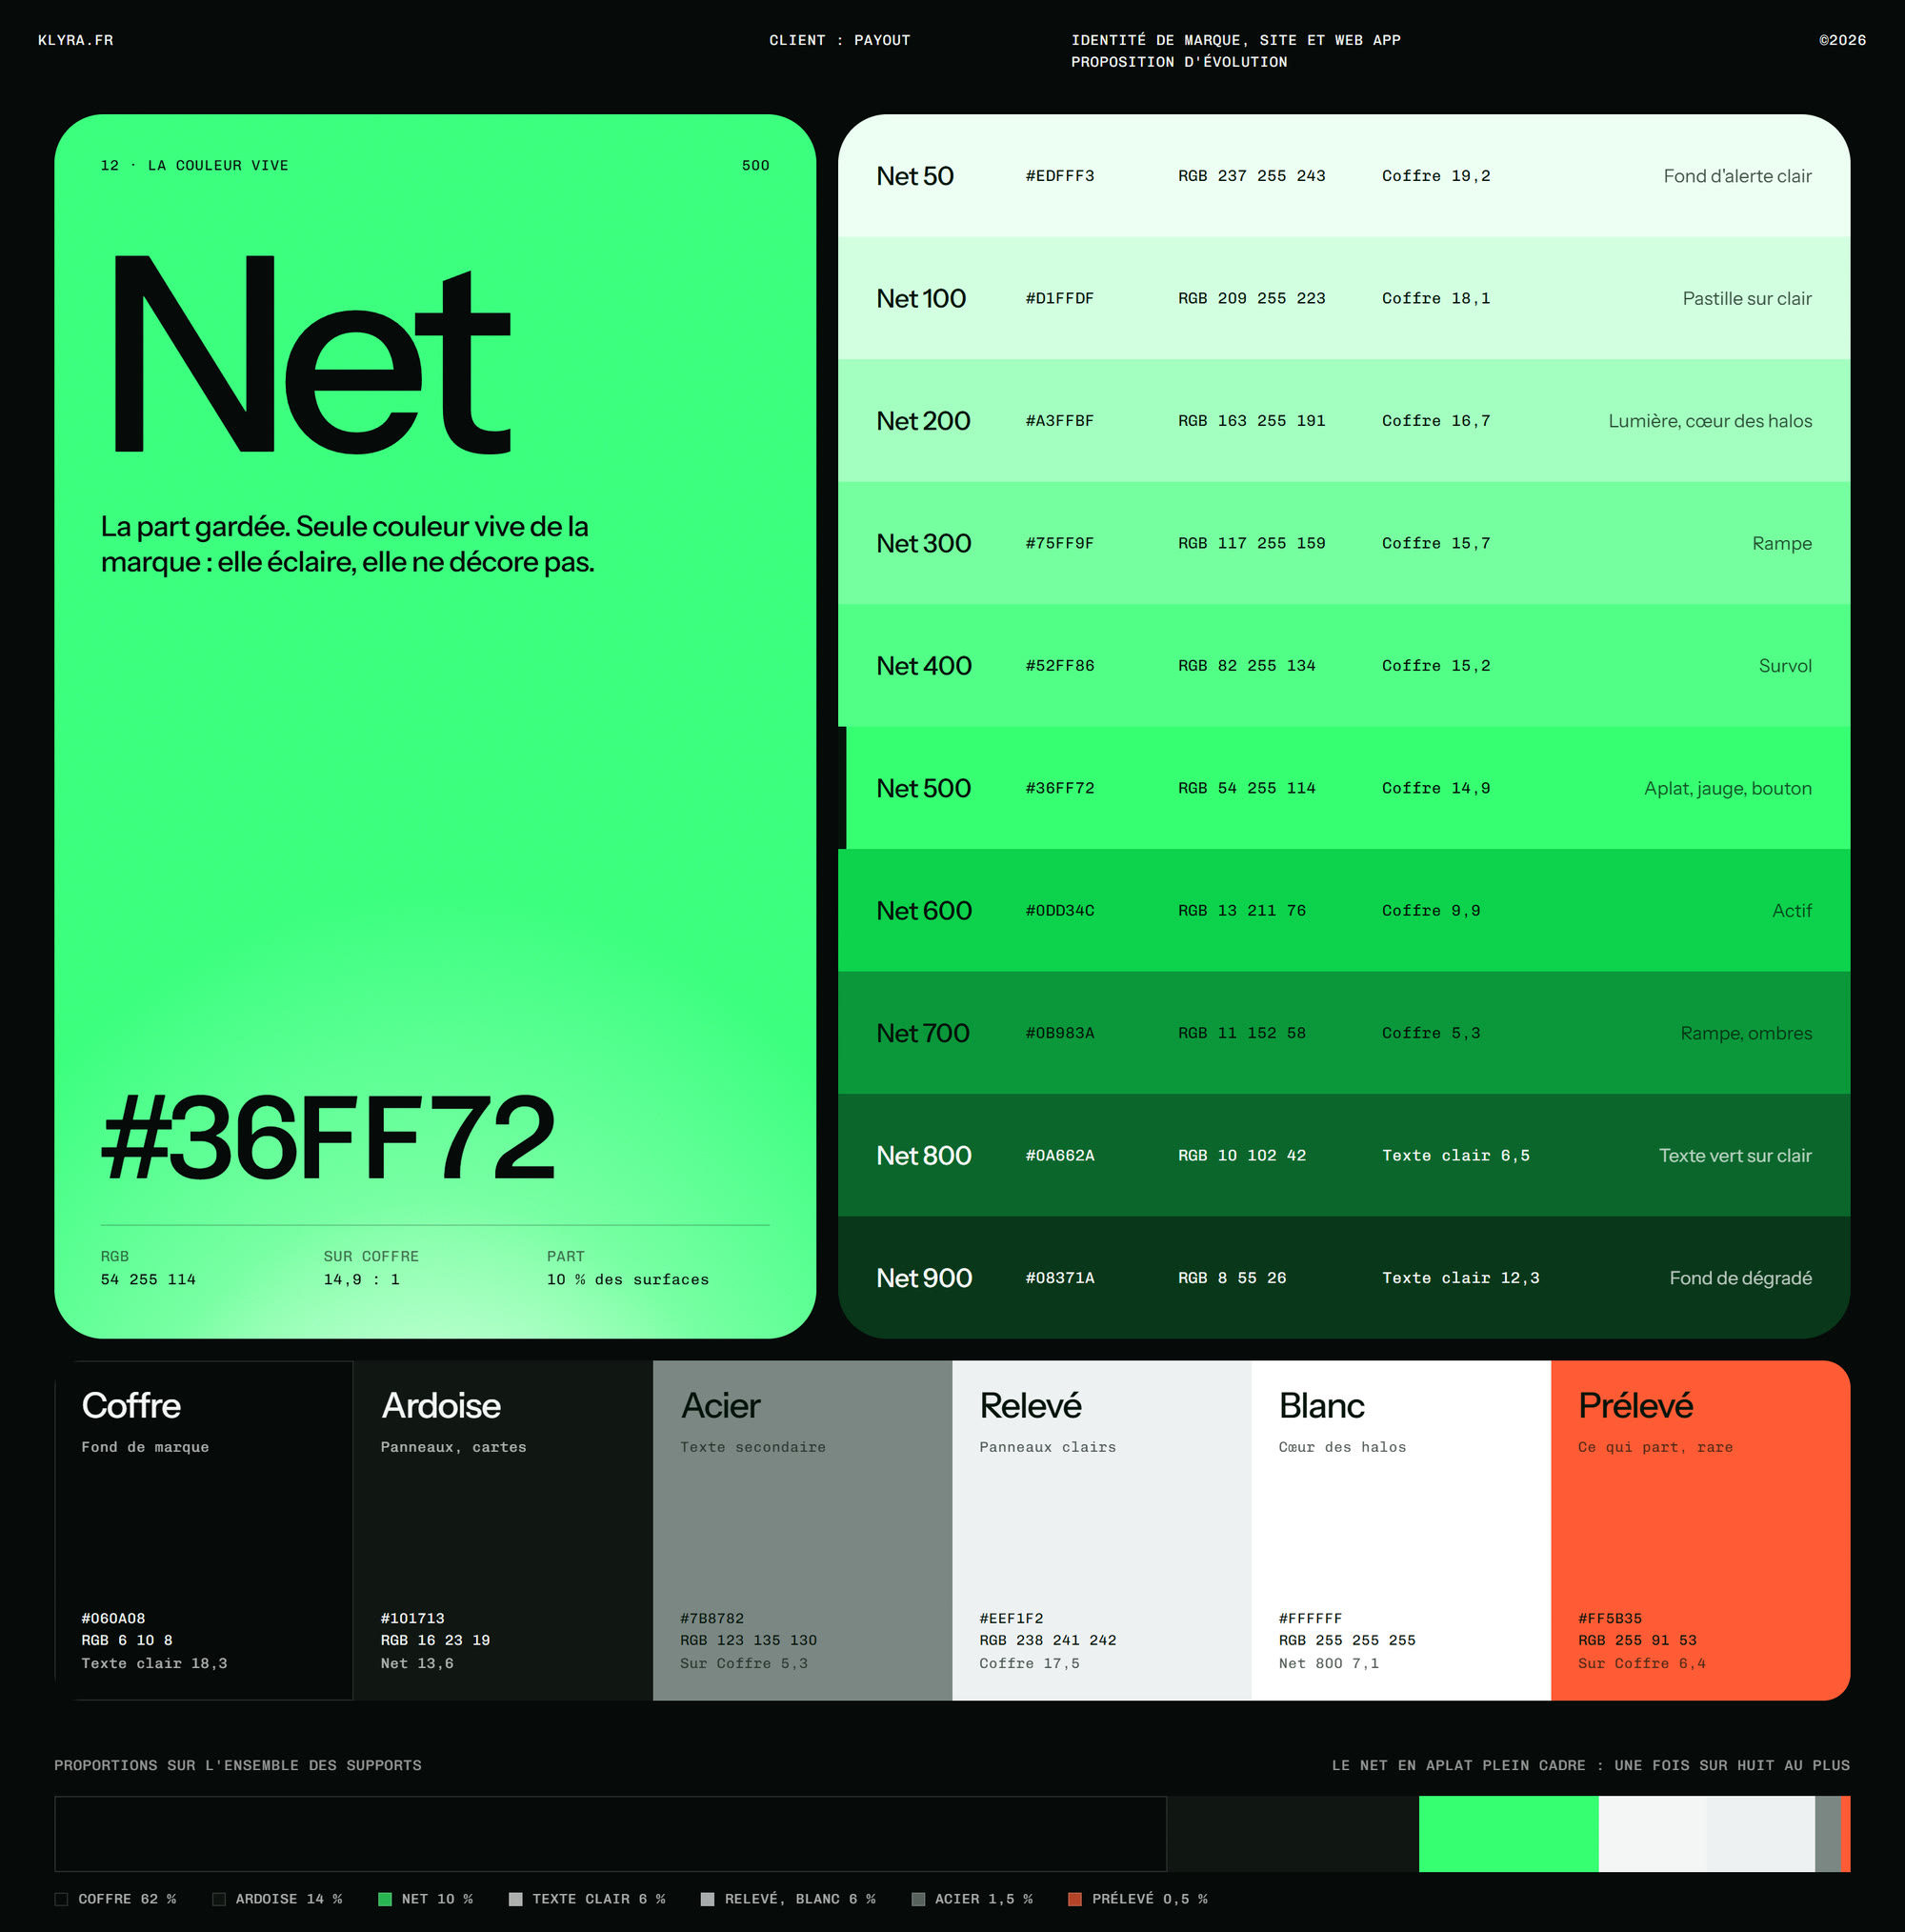 KLYRA.FR
CLIENT : PAYOUT
IDENTITÉ DE MARQUE, SITE ET WEB APP
PROPOSITION D'ÉVOLUTION
©2026
12 · LA COULEUR VIVE
500
Net
La part gardée. Seule couleur vive de la
marque : elle éclaire, elle ne décore pas.
#36FF72
RGB
54 255 114
SUR COFFRE
14,9 : 1
PART
10 % des surfaces
Net 50 #EDFFF3 RGB 237 255 243 Coffre 19,2 Fond d'alerte clair
Net 100 #D1FFDF RGB 209 255 223 Coffre 18,1 Pastille sur clair
Net 200 #A3FFBF RGB 163 255 191 Coffre 16,7 Lumière, cœur des halos
Net 300 #75FF9F RGB 117 255 159 Coffre 15,7 Rampe
Net 400 #52FF86 RGB 82 255 134 Coffre 15,2 Survol
Net 500 #36FF72 RGB 54 255 114 Coffre 14,9 Aplat, jauge, bouton
Net 600 #0DD34C RGB 13 211 76 Coffre 9,9 Actif
Net 700 #0B983A RGB 11 152 58 Coffre 5,3 Rampe, ombres
Net 800 #0A662A RGB 10 102 42 Texte clair 6,5 Texte vert sur clair
Net 900 #08371A RGB 8 55 26 Texte clair 12,3 Fond de dégradé
Coffre
Fond de marque
#060A08
RGB 6 10 8
Texte clair 18,3
Ardoise
Panneaux, cartes
#101713
RGB 16 23 19
Net 13,6
Acier
Texte secondaire
#7B8782
RGB 123 135 130
Sur Coffre 5,3
Relevé
Panneaux clairs
#EEF1F2
RGB 238 241 242
Coffre 17,5
Blanc
Cœur des halos
#FFFFFF
RGB 255 255 255
Net 800 7,1
Prélevé
Ce qui part, rare
#FF5B35
RGB 255 91 53
Sur Coffre 6,4
PROPORTIONS SUR L'ENSEMBLE DES SUPPORTS
LE NET EN APLAT PLEIN CADRE : UNE FOIS SUR HUIT AU PLUS
COFFRE 62 % ARDOISE 14 % NET 10 % TEXTE CLAIR 6 % RELEVÉ, BLANC 6 % ACIER 1,5 % PRÉLEVÉ 0,5 %